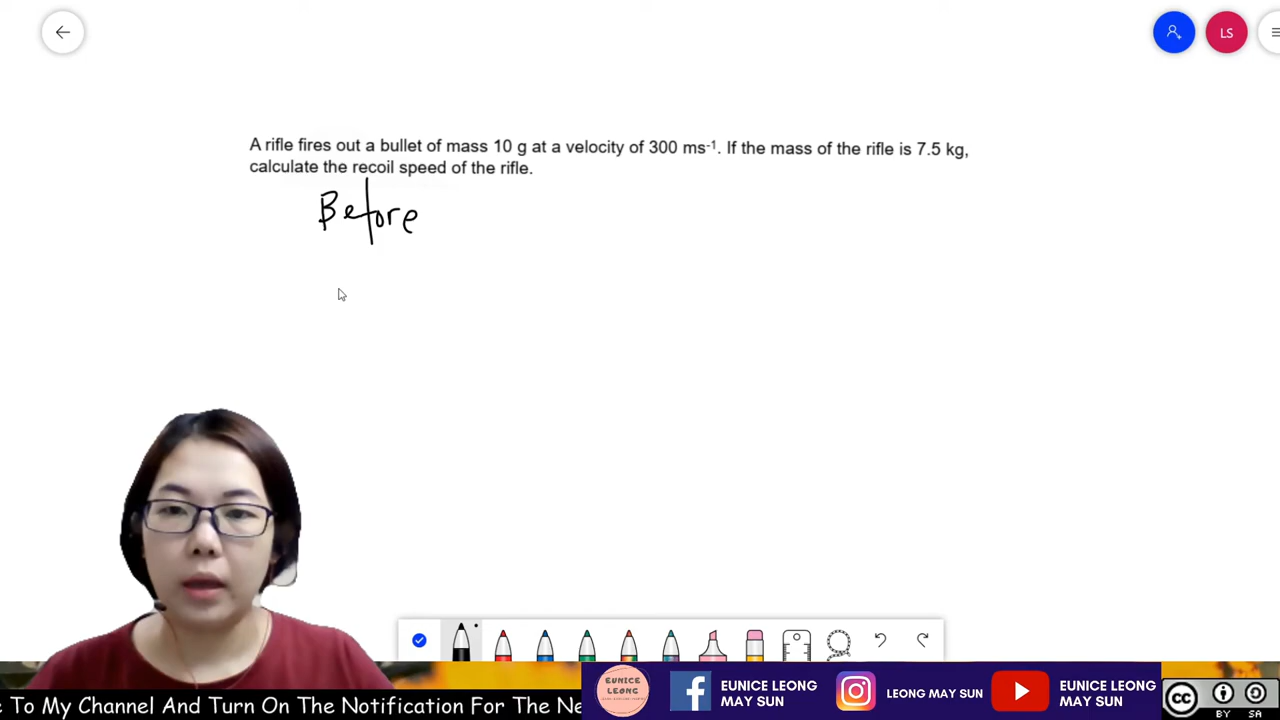 LS
A rifle fires out a bullet of mass 10 g at a velocity of 300 ms⁻¹. If the mass of the rifle is 7.5 kg,
calculate the recoil speed of the rifle.
Before
e To My Channel And Turn On The Notification For The Ne
EUNICE
LEONG
EUNICE LEONG
MAY SUN
LEONG MAY SUN
EUNICE LEONG
MAY SUN
CC
BY SA